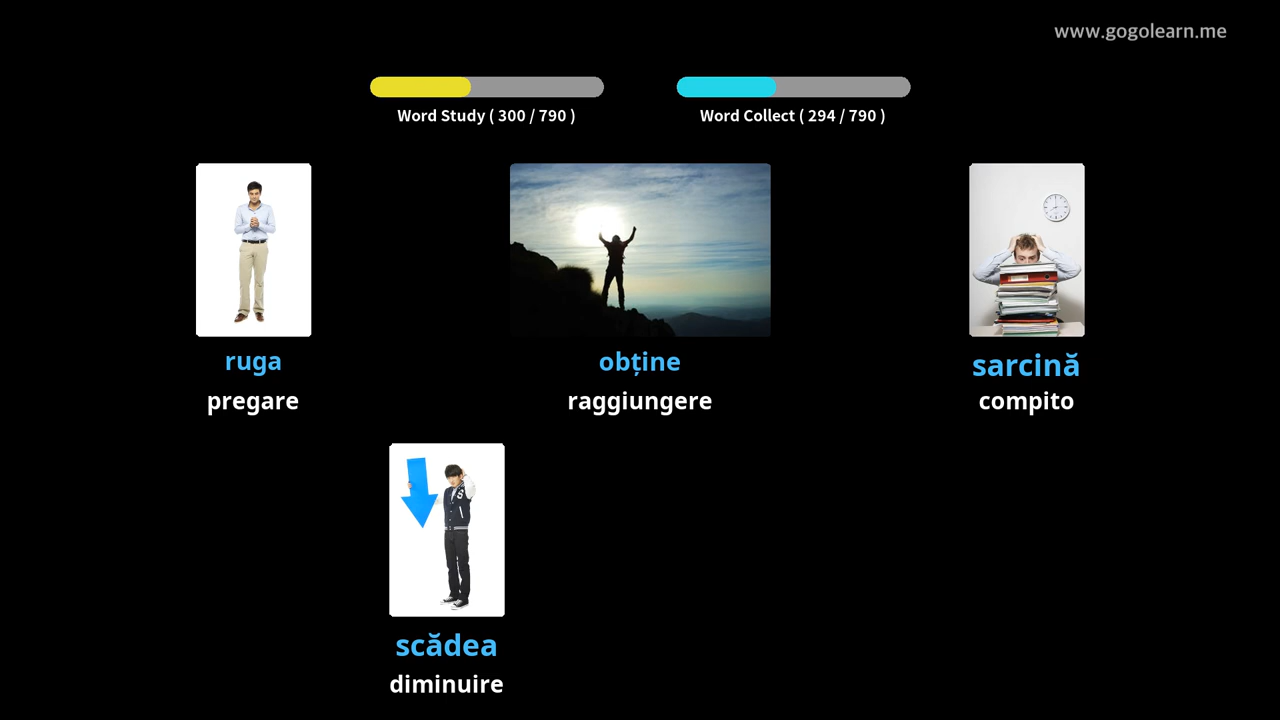 www.gogolearn.me
Word Study ( 300 / 790 )
Word Collect ( 294 / 790 )
ruga
pregare
obține
raggiungere
sarcină
compito
scădea
diminuire